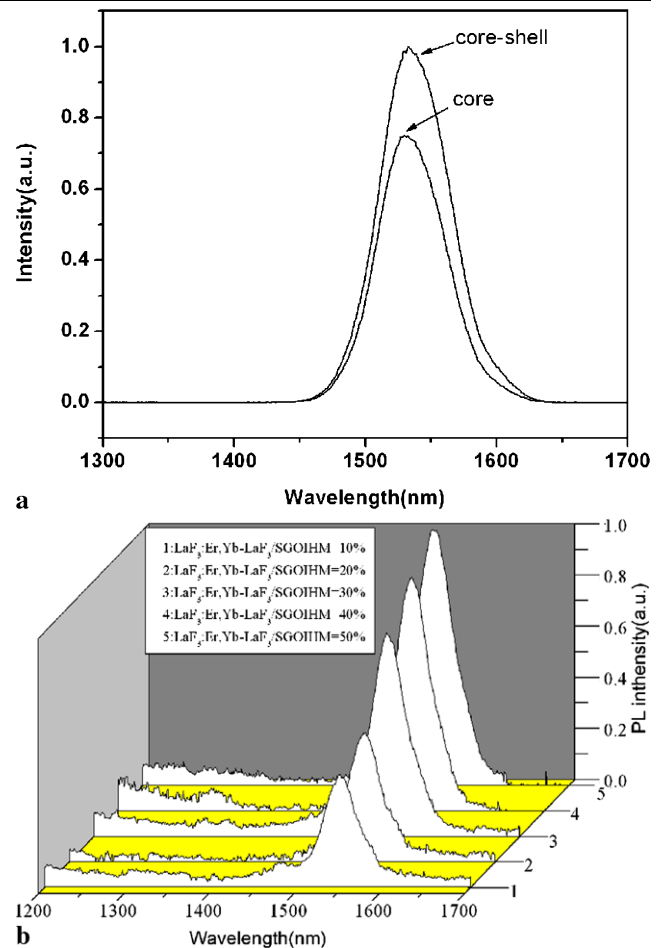 core-shell
core
1.0
0.8
0.6
0.4
0.2
0.0
Intensity(a.u.)
1300 1400 1500 1600 1700
Wavelength(nm)
a
1:LaF3:Er,Yb-LaF3/SGOIHM 10%
2:LaF3:Er,Yb-LaF3/SGOIHM=20%
3:LaF3:Er,Yb-LaF3/SGOIHM=30%
4:LaF3:Er,Yb-LaF3/SGOIHM 40%
5:LaF3:Er,Yb-LaF3/SGOIHM=50%
1.0
0.8
0.6
0.4
0.2
0.0
PL inthensity(a.u.)
5
4
3
2
1
1200 1300 1400 1500 1600 1700
Wavelength(nm)
b